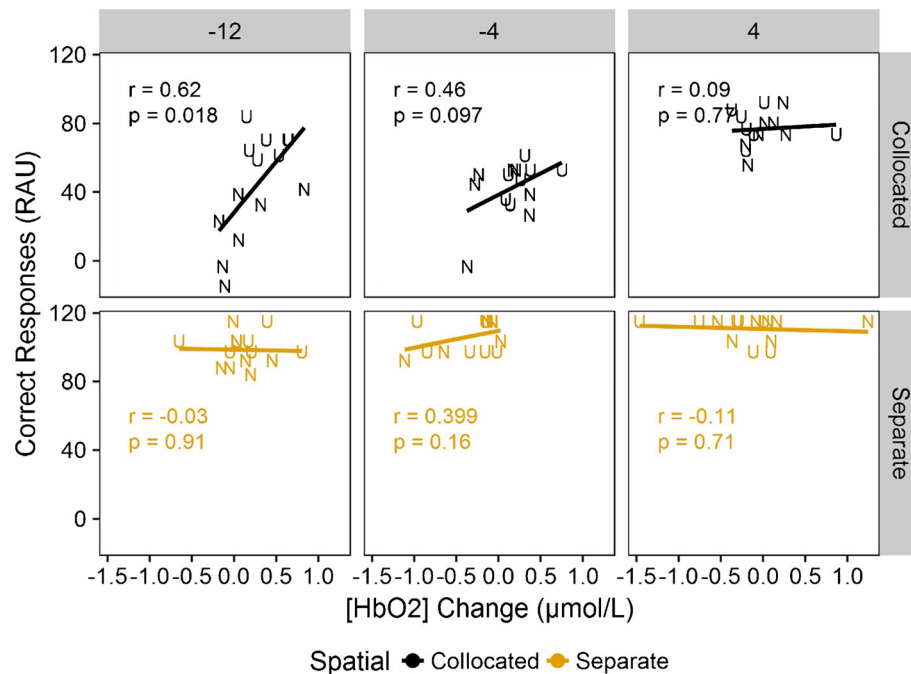 -12 -4 4
120
80
40
0
r = 0.62
p = 0.018
r = 0.46
p = 0.097
r = 0.09
p = 0.77
Collocated
120
80
40
0
r = -0.03
p = 0.91
r = 0.399
p = 0.16
r = -0.11
p = 0.71
Separate
Correct Responses (RAU)
-1.5 -1.0 -0.5 0.0 0.5 1.0 -1.5 -1.0 -0.5 0.0 0.5 1.0 -1.5 -1.0 -0.5 0.0 0.5 1.0
[HbO2] Change (μmol/L)
Spatial Collocated Separate